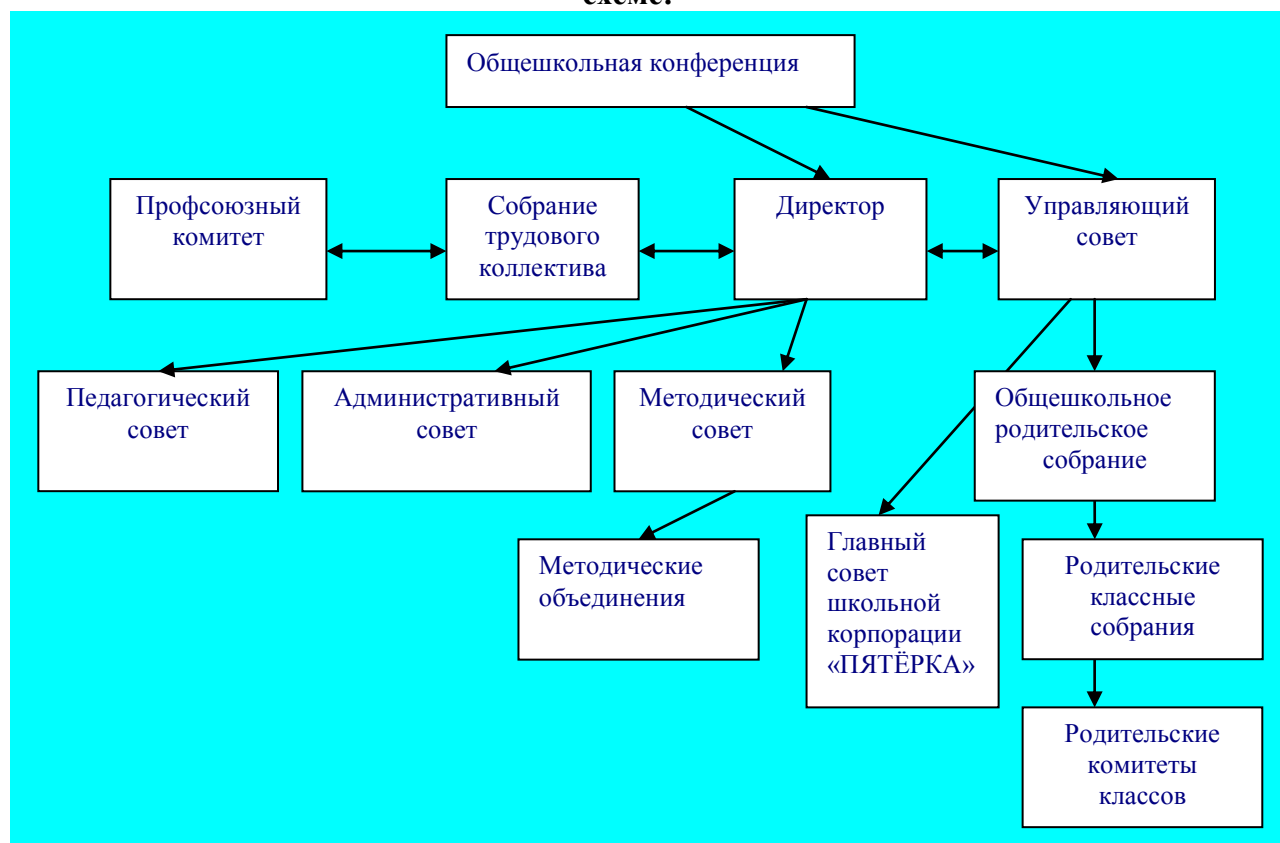 схеме:
Общешкольная конференция
Профсоюзный
комитет
Собрание
трудового
коллектива
Директор
Управляющий
совет
Педагогический
совет
Административный
совет
Методический
совет
Общешкольное
родительское
собрание
Методические
объединения
Главный
совет
школьной
корпорации
«ПЯТЁРКА»
Родительские
классные
собрания
Родительские
комитеты
классов